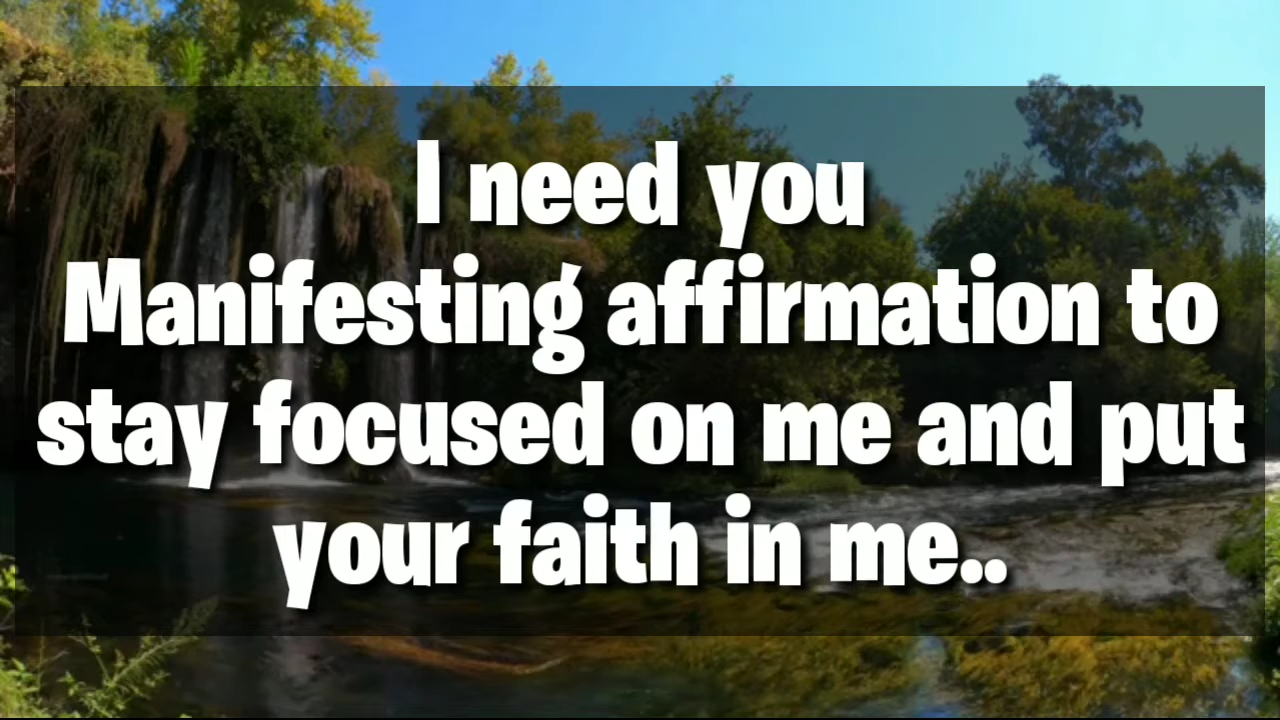 I need you
Manifesting affirmation to
stay focused on me and put
your faith in me..